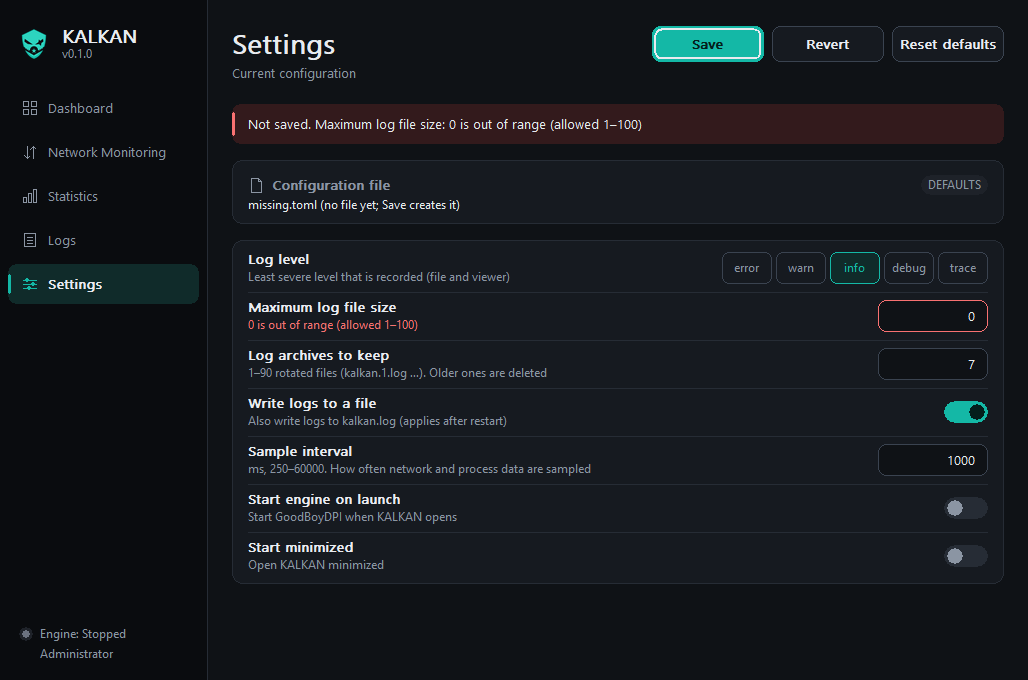 KALKAN
v0.1.0
Dashboard
Network Monitoring
Statistics
Logs
Settings
Engine: Stopped
Administrator
Settings
Current configuration
Save
Revert
Reset defaults
Not saved. Maximum log file size: 0 is out of range (allowed 1–100)
Configuration file
DEFAULTS
missing.toml (no file yet; Save creates it)
Log level
Least severe level that is recorded (file and viewer)
error
warn
info
debug
trace
Maximum log file size
0 is out of range (allowed 1–100)
0
Log archives to keep
1–90 rotated files (kalkan.1.log ...). Older ones are deleted
7
Write logs to a file
Also write logs to kalkan.log (applies after restart)
Sample interval
ms, 250–60000. How often network and process data are sampled
1000
Start engine on launch
Start GoodBoyDPI when KALKAN opens
Start minimized
Open KALKAN minimized